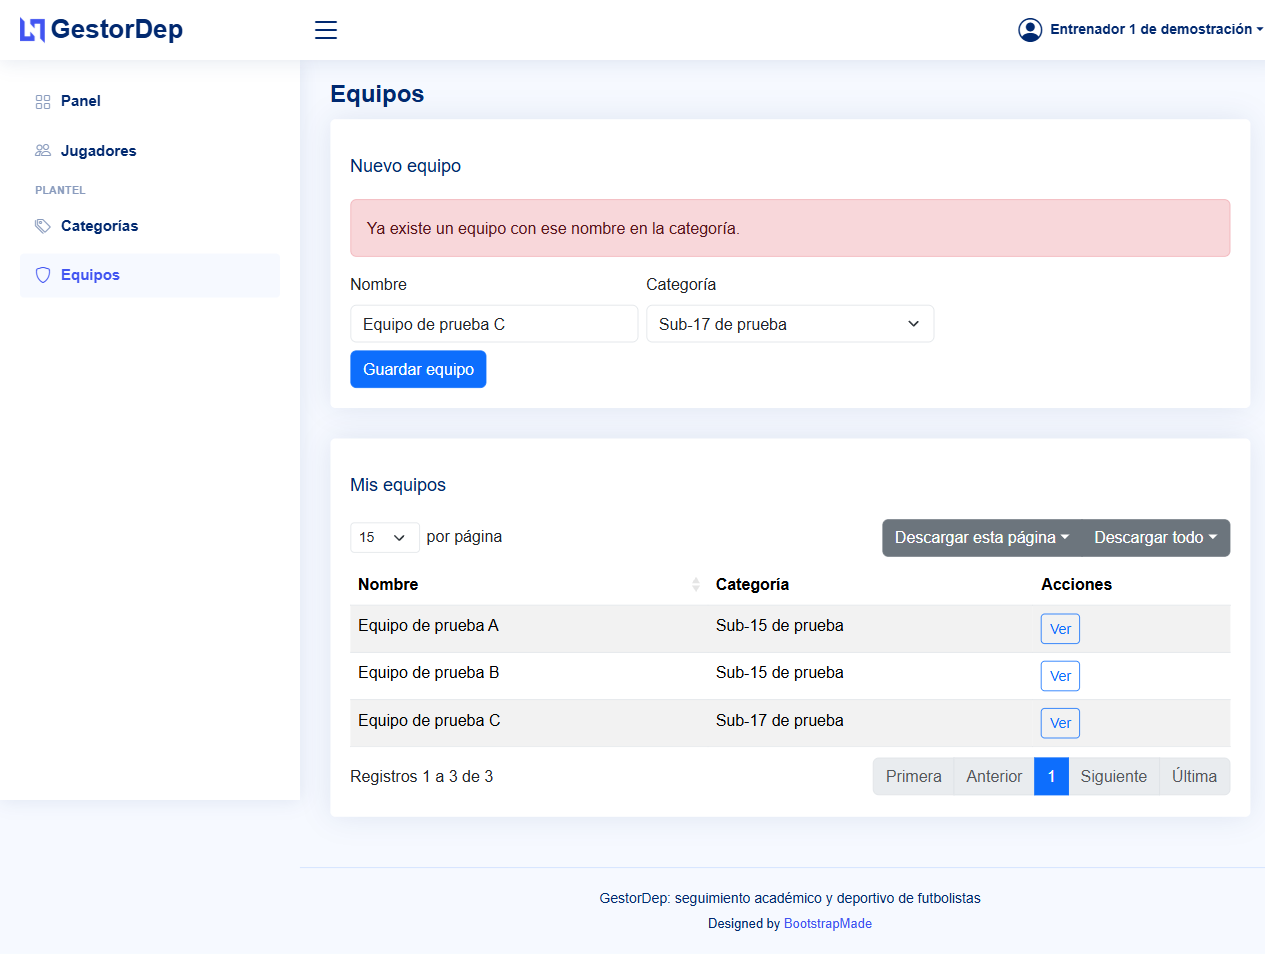 GestorDep
Entrenador 1 de demostración
Panel
Jugadores
PLANTEL
Categorías
Equipos
Equipos
Nuevo equipo
Ya existe un equipo con ese nombre en la categoría.
Nombre Categoría
Equipo de prueba C Sub-17 de prueba
Guardar equipo
Mis equipos
15 por página Descargar esta página Descargar todo
Nombre Categoría Acciones
Equipo de prueba A Sub-15 de prueba Ver
Equipo de prueba B Sub-15 de prueba Ver
Equipo de prueba C Sub-17 de prueba Ver
Registros 1 a 3 de 3 Primera Anterior 1 Siguiente Última
GestorDep: seguimiento académico y deportivo de futbolistas
Designed by BootstrapMade